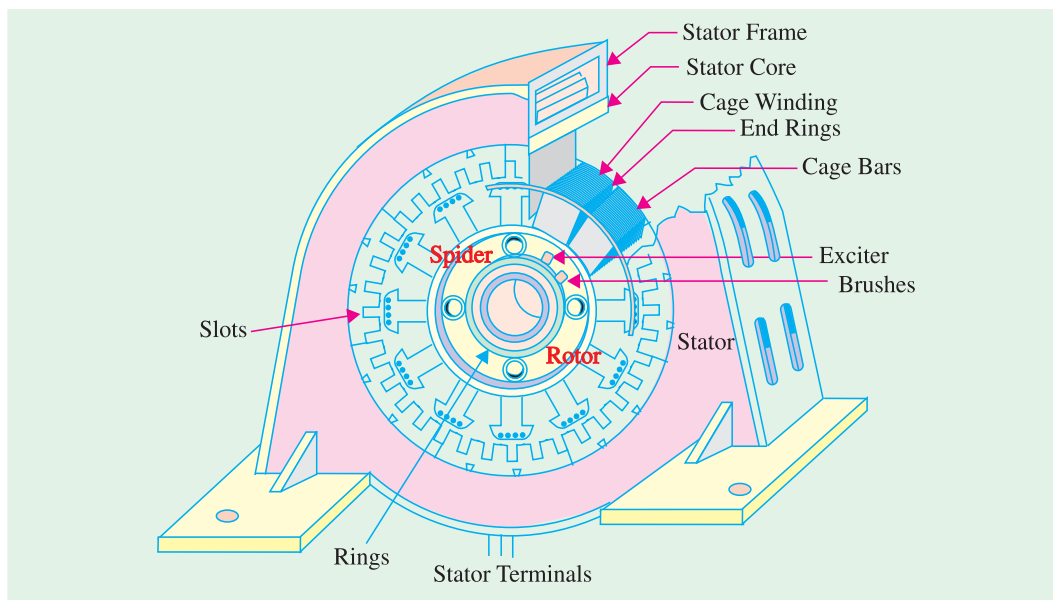 Stator Frame
Stator Core
Cage Winding
End Rings
Cage Bars
Spider
Exciter
Brushes
Slots
Stator
Rotor
Rings
Stator Terminals